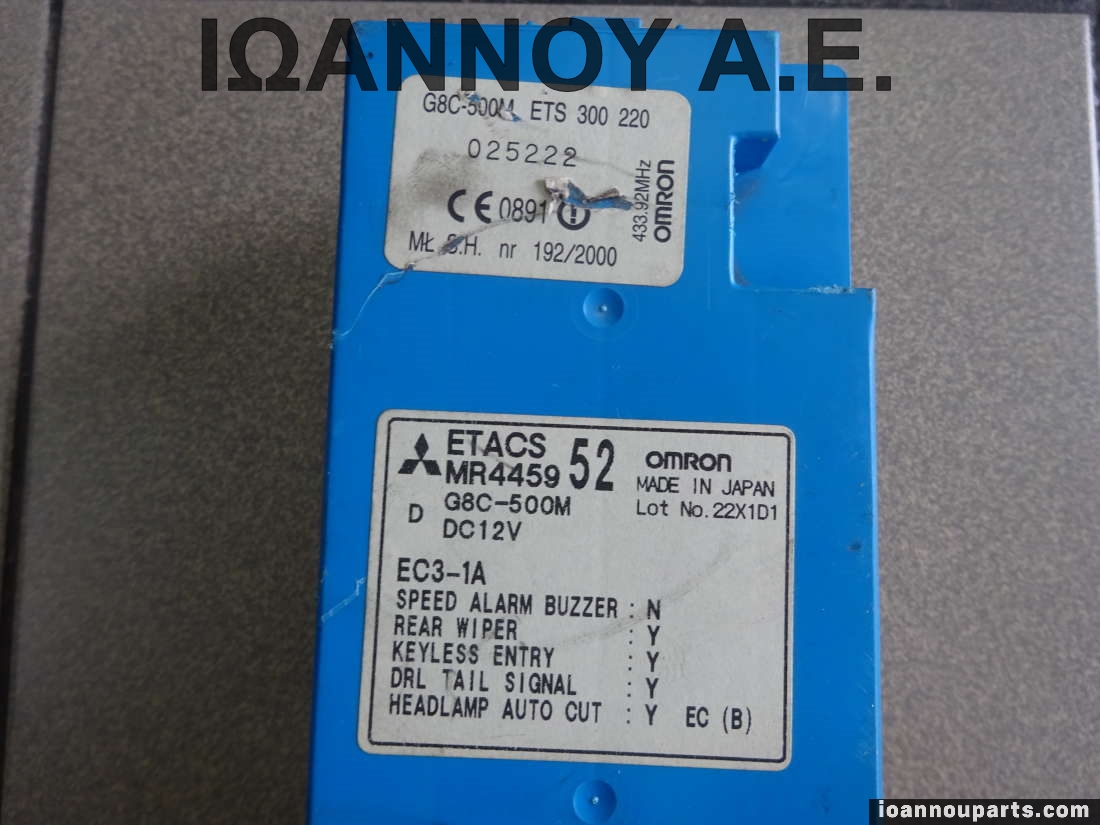 ΙΩΑΝΝΟΥ Α.Ε.
G8C-500M ETS 300 220
025222
CE 0891
MŁ S.H. nr 192/2000
433.92MHz
OMRON
ETACS
MR445952
G8C-500M
D
DC12V
OMRON
MADE IN JAPAN
Lot No.22X1D1
EC3-1A
SPEED ALARM BUZZER : N
REAR WIPER : Y
KEYLESS ENTRY : Y
DRL TAIL SIGNAL : Y
HEADLAMP AUTO CUT : Y EC (B)
ioannouparts.com